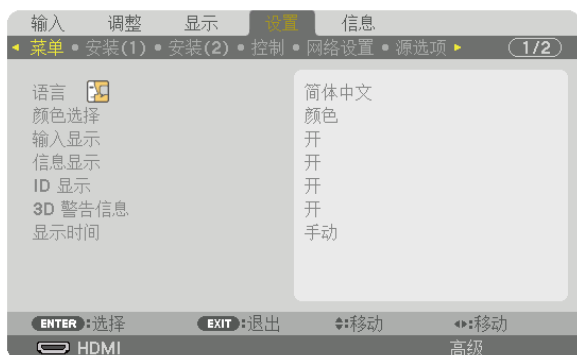 输入 调整 显示 设置 信息
菜单 • 安装(1) • 安装(2) • 控制 • 网络设置 • 源选项 1/2
语言 简体中文
颜色选择 颜色
输入显示 开
信息显示 开
ID 显示 开
3D 警告信息 开
显示时间 手动
ENTER :选择 EXIT :退出 :移动 :移动
HDMI 高级